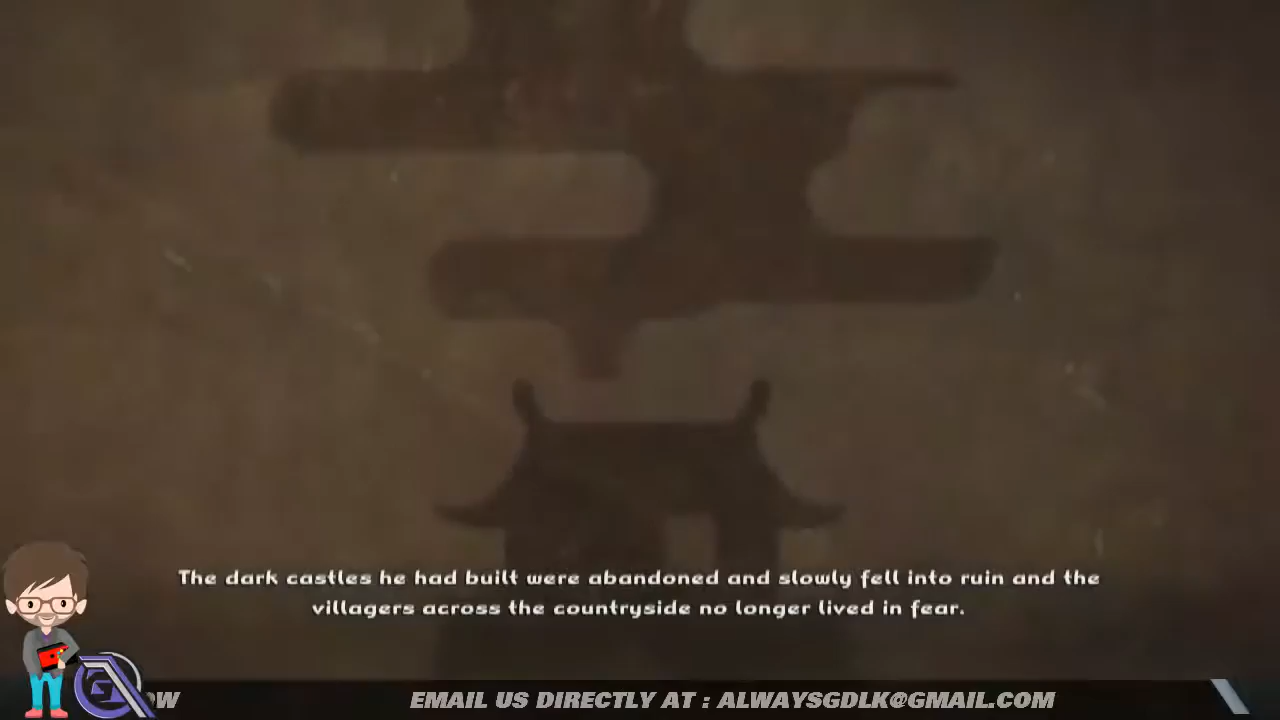 The dark castles he had built were abandoned and slowly fell into ruin and the
villagers across the countryside no longer lived in fear.
EMAIL US DIRECTLY AT : ALWAYSGDLK@GMAIL.COM